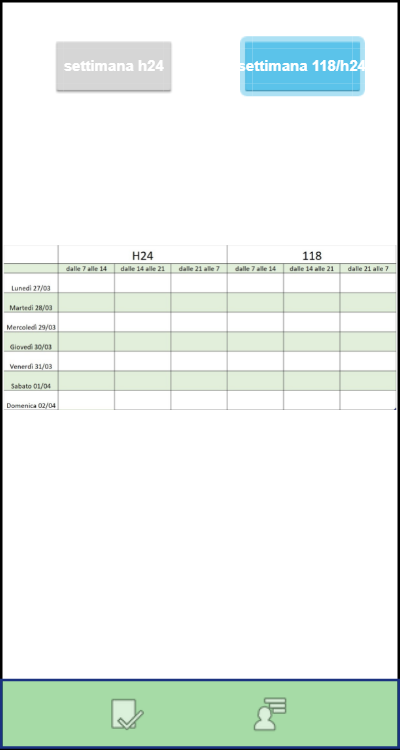 settimana h24
settimana 118/h24
H24 118
dalle 7 alle 14 dalle 14 alle 21 dalle 21 alle 7 dalle 7 alle 14 dalle 14 alle 21 dalle 21 alle 7
Lunedì 27/03
Martedì 28/03
Mercoledì 29/03
Giovedì 30/03
Venerdì 31/03
Sabato 01/04
Domenica 02/04